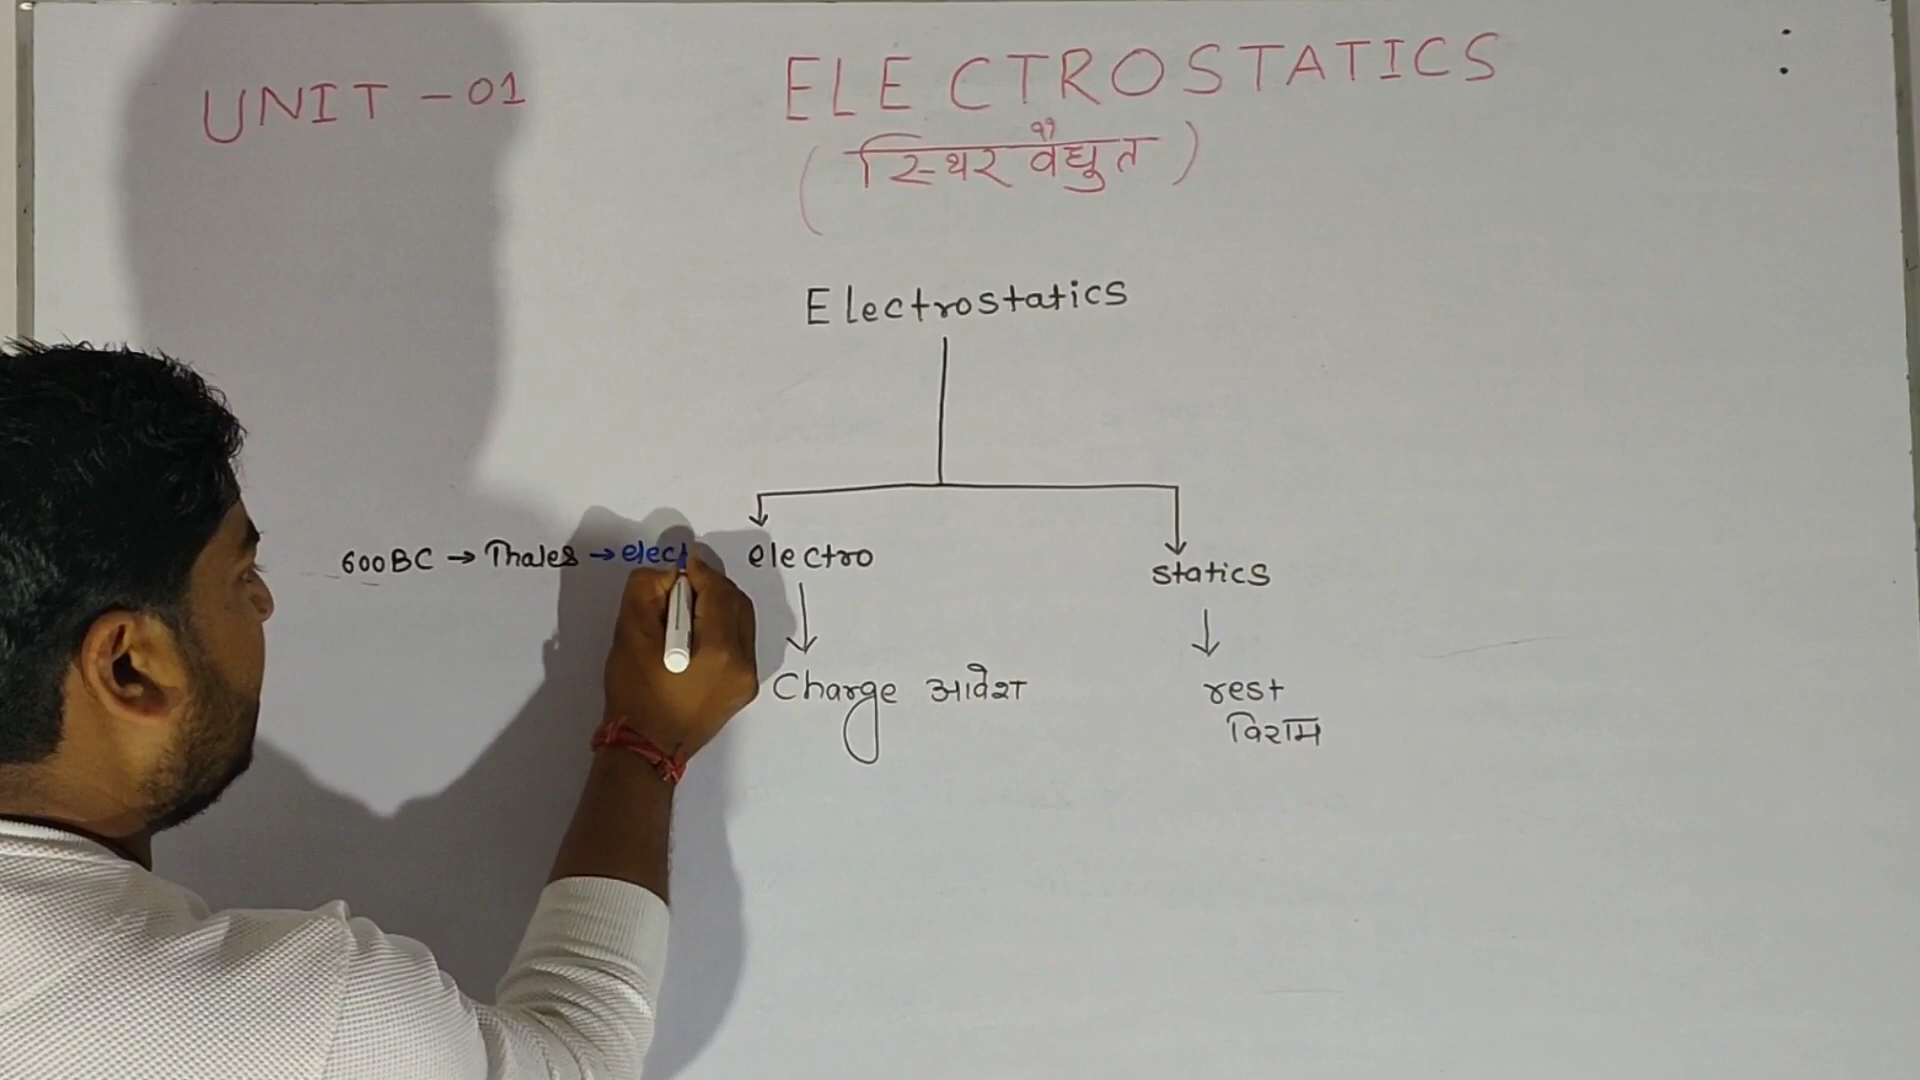 UNIT - 01
ELECTROSTATICS
(स्थिर वैद्युत)
Electrostatics
600BC → Thales → elect
electro
statics
Charge आवेश
rest
विराम